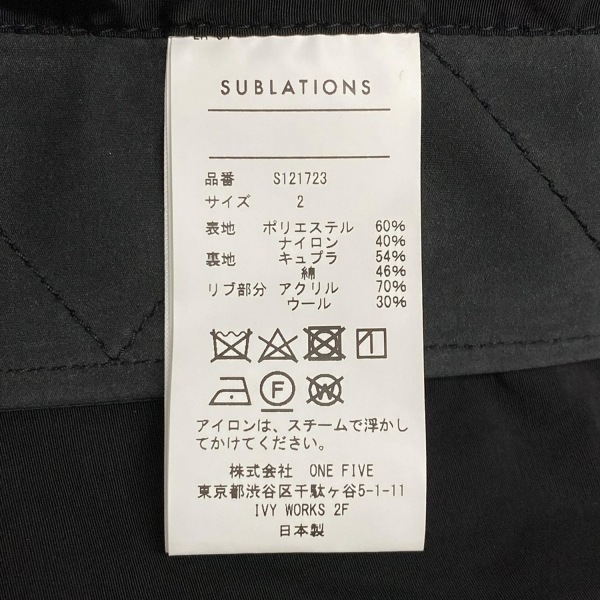 SUBLATIONS
品番 S121723
サイズ 2
表地 ポリエステル 60%
ナイロン 40%
裏地 キュプラ 54%
綿 46%
リブ部分 アクリル 70%
ウール 30%
F W
アイロンは、スチームで浮かし
てかけてください。
株式会社 ONE FIVE
東京都渋谷区千駄ヶ谷5-1-11
IVY WORKS 2F
日本製